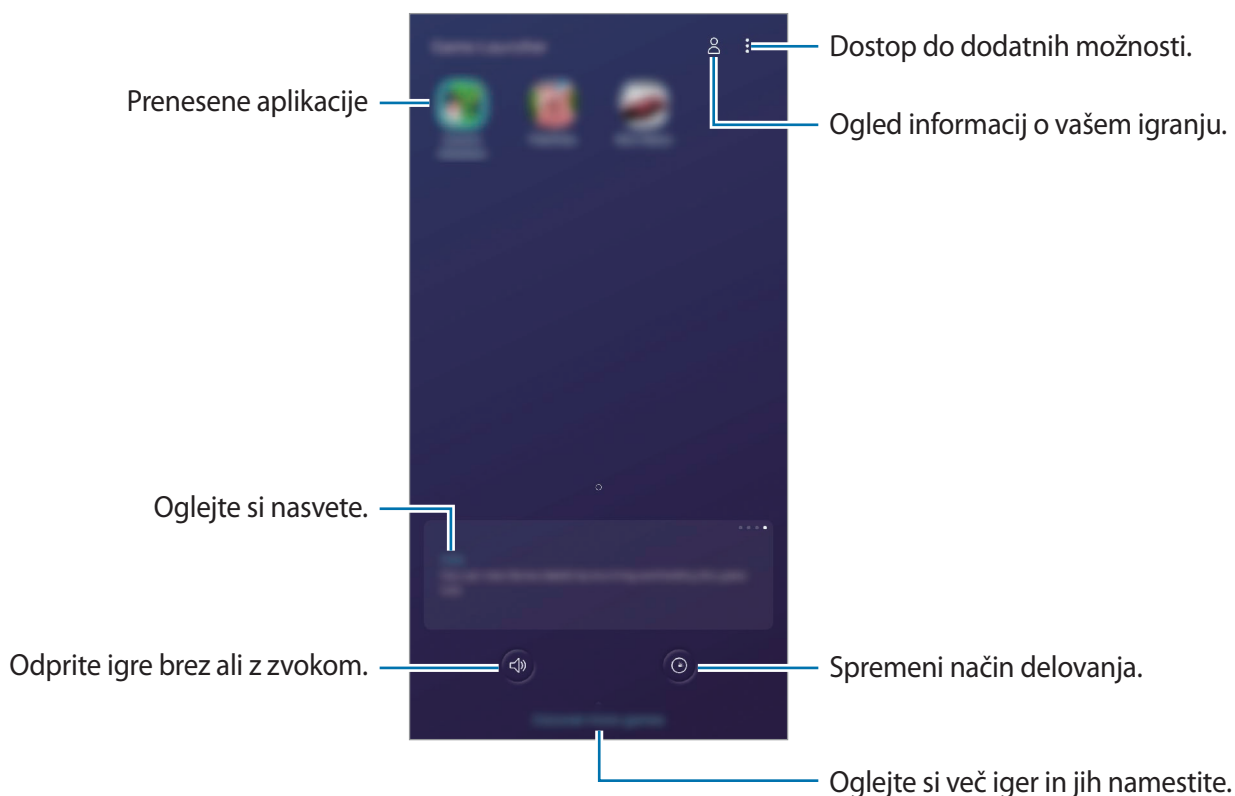 Dostop do dodatnih možnosti.
Prenesene aplikacije
Ogled informacij o vašem igranju.
Oglejte si nasvete.
Odprite igre brez ali z zvokom.
Spremeni način delovanja.
Oglejte si več iger in jih namestite.